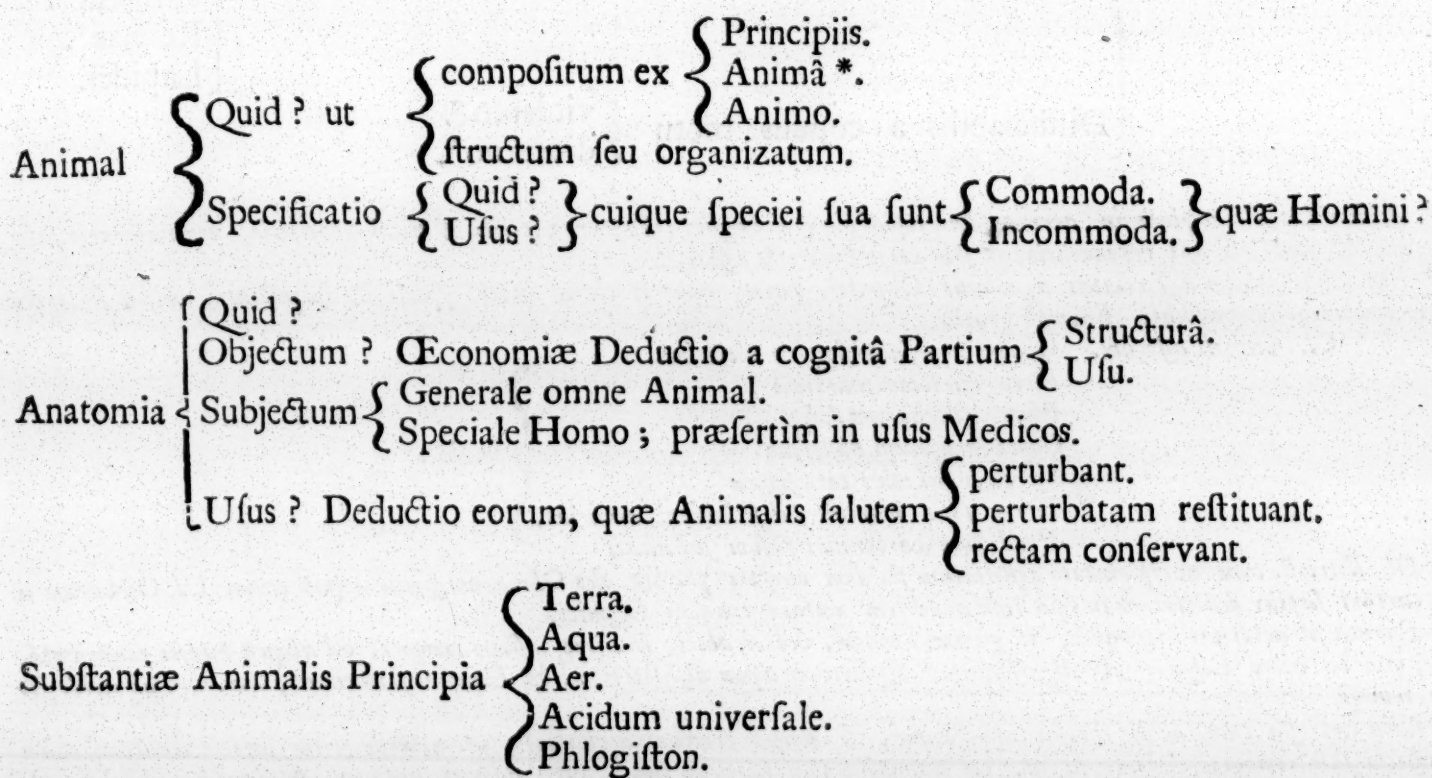 Principiis.
compoſitum ex
Animâ *.
Quid ? ut
Animo.
ſtructum ſeu organizatum.
Animal
Specificatio
Quid ?
Uſus ?
cuique ſpeciei ſua ſunt
Commoda.
Incommoda.
quæ Homini ?
Quid ?
Objectum ? Œconomiæ Deductio a cognitâ Partium
Structurâ.
Uſu.
Anatomia
Subjectum
Generale omne Animal.
Speciale Homo ; præſertìm in uſus Medicos.
Uſus ? Deductio eorum, quæ Animalis ſalutem
perturbant.
perturbatam reſtituant.
rectam conſervant.
Subſtantiæ Animalis Principia
Terra.
Aqua.
Aer.
Acidum univerſale.
Phlogiſton.